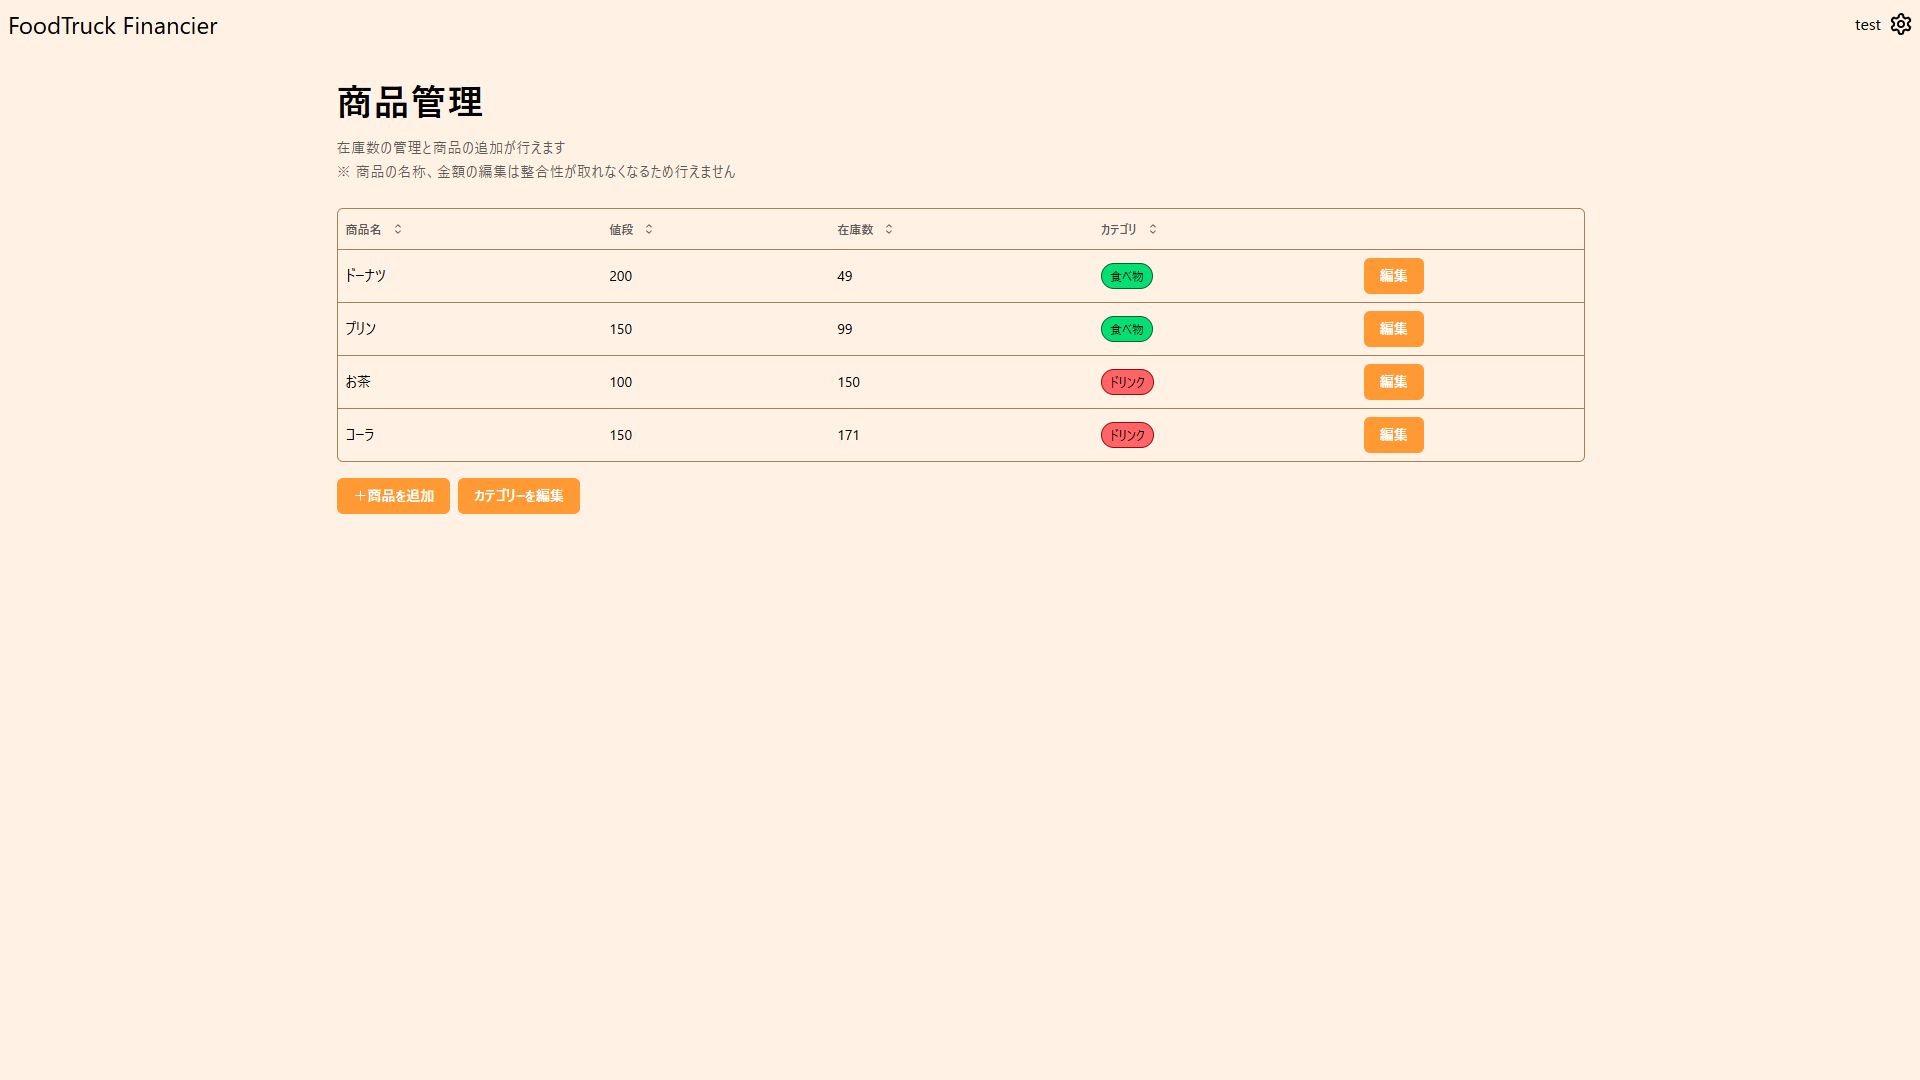 FoodTruck Financier
test
商品管理
在庫数の管理と商品の追加が行えます
※ 商品の名称、金額の編集は整合性が取れなくなるため行えません
商品名 値段 在庫数 カテゴリ
ドーナツ 200 49 食べ物 編集
プリン 150 99 食べ物 編集
お茶 100 150 ドリンク 編集
コーラ 150 171 ドリンク 編集
＋商品を追加 カテゴリーを編集